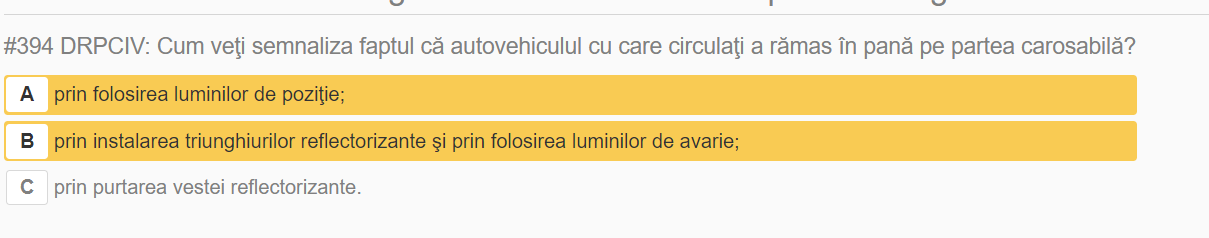 #394 DRPCIV: Cum veţi semnaliza faptul că autovehiculul cu care circulaţi a rămas în pană pe partea carosabilă?
A prin folosirea luminilor de poziţie;
B prin instalarea triunghiurilor reflectorizante şi prin folosirea luminilor de avarie;
C prin purtarea vestei reflectorizante.